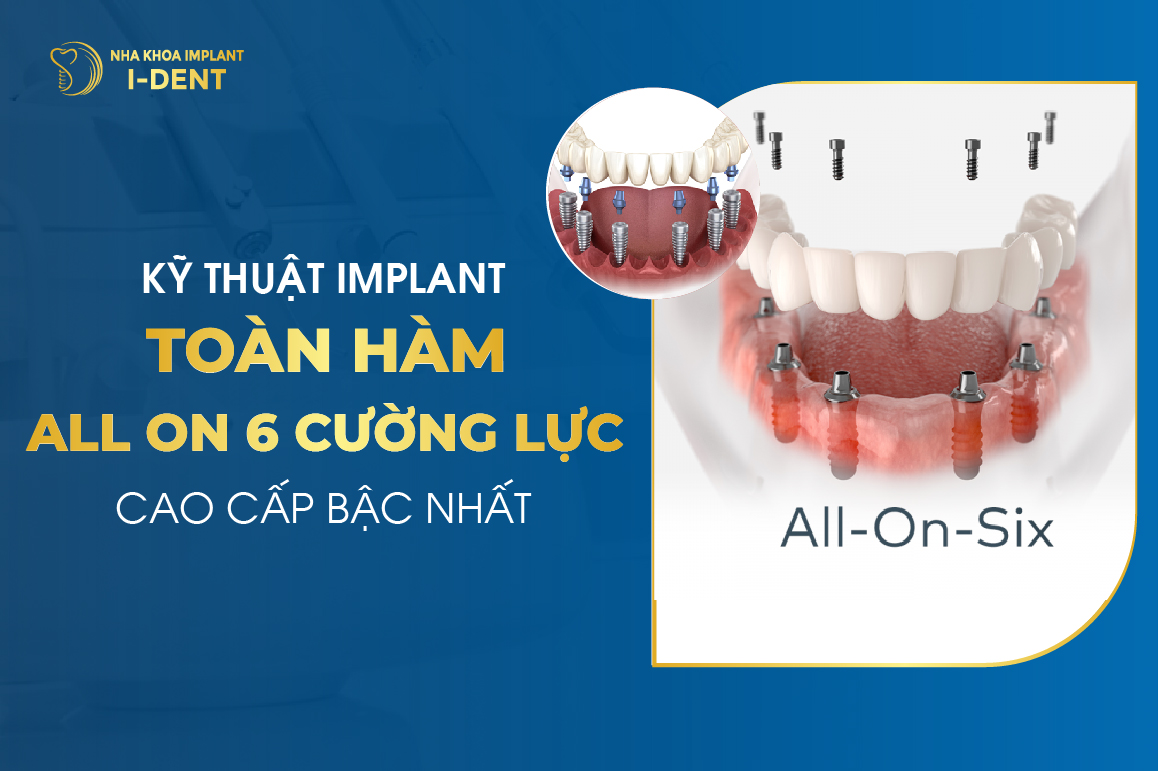 NHA KHOA IMPLANT
I-DENT
KỸ THUẬT IMPLANT
TOÀN HÀM
ALL ON 6 CƯỜNG LỰC
CAO CẤP BẬC NHẤT
All-On-Six